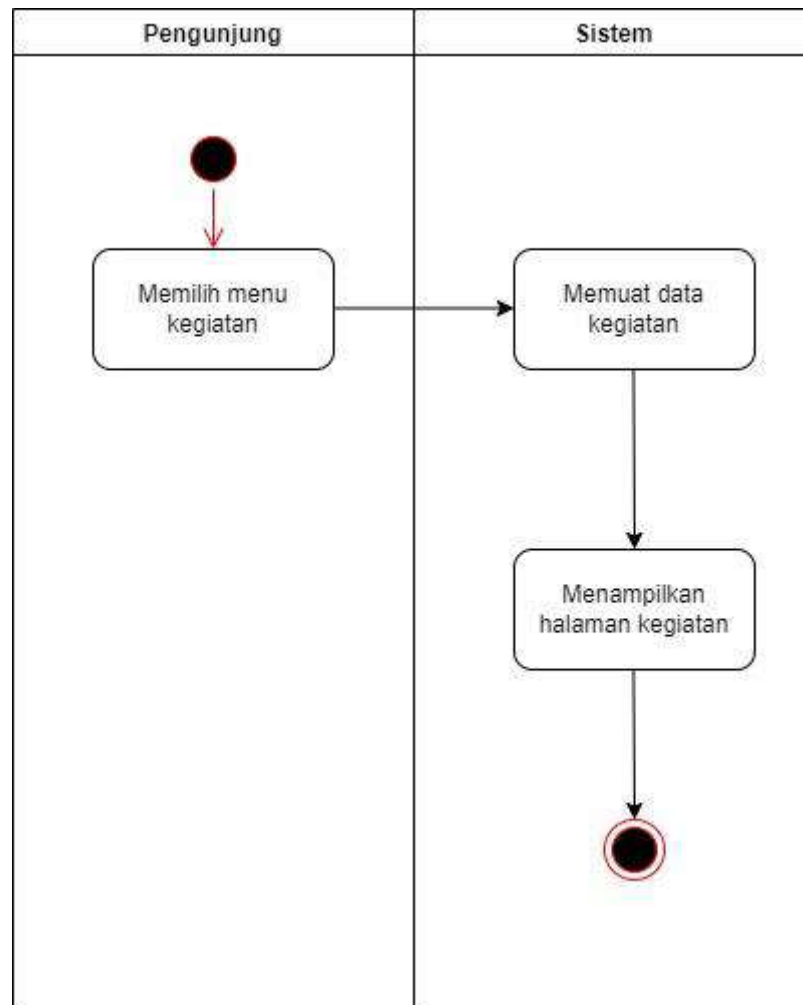 Pengunjung
Sistem
Memilih menu
kegiatan
Memuat data
kegiatan
Menampilkan
halaman kegiatan